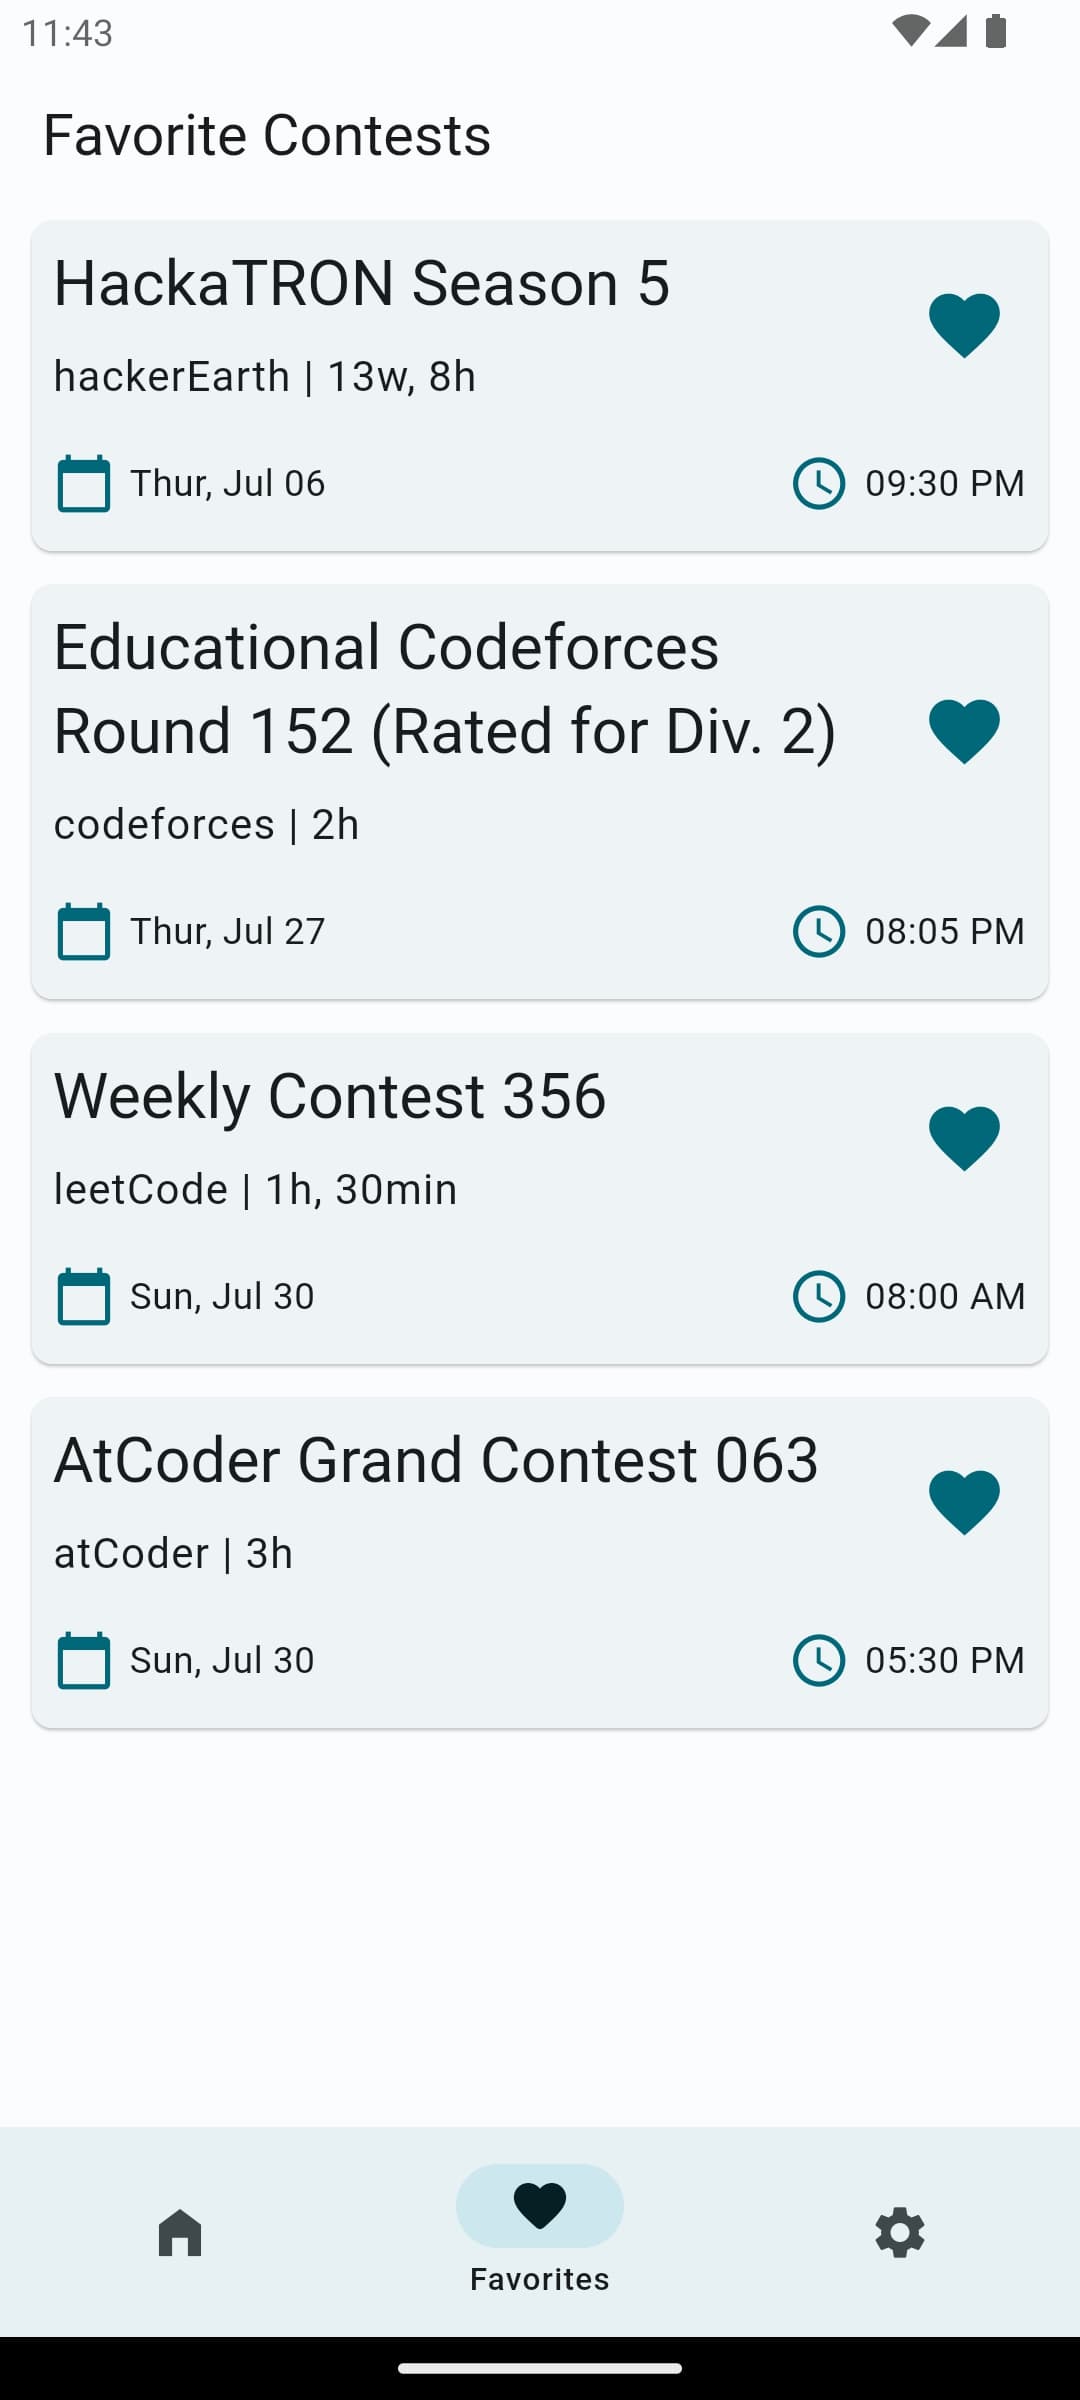 11:43
Favorite Contests
HackaTRON Season 5
hackerEarth | 13w, 8h
Thur, Jul 06
09:30 PM
Educational Codeforces
Round 152 (Rated for Div. 2)
codeforces | 2h
Thur, Jul 27
08:05 PM
Weekly Contest 356
leetCode | 1h, 30min
Sun, Jul 30
08:00 AM
AtCoder Grand Contest 063
atCoder | 3h
Sun, Jul 30
05:30 PM
Favorites